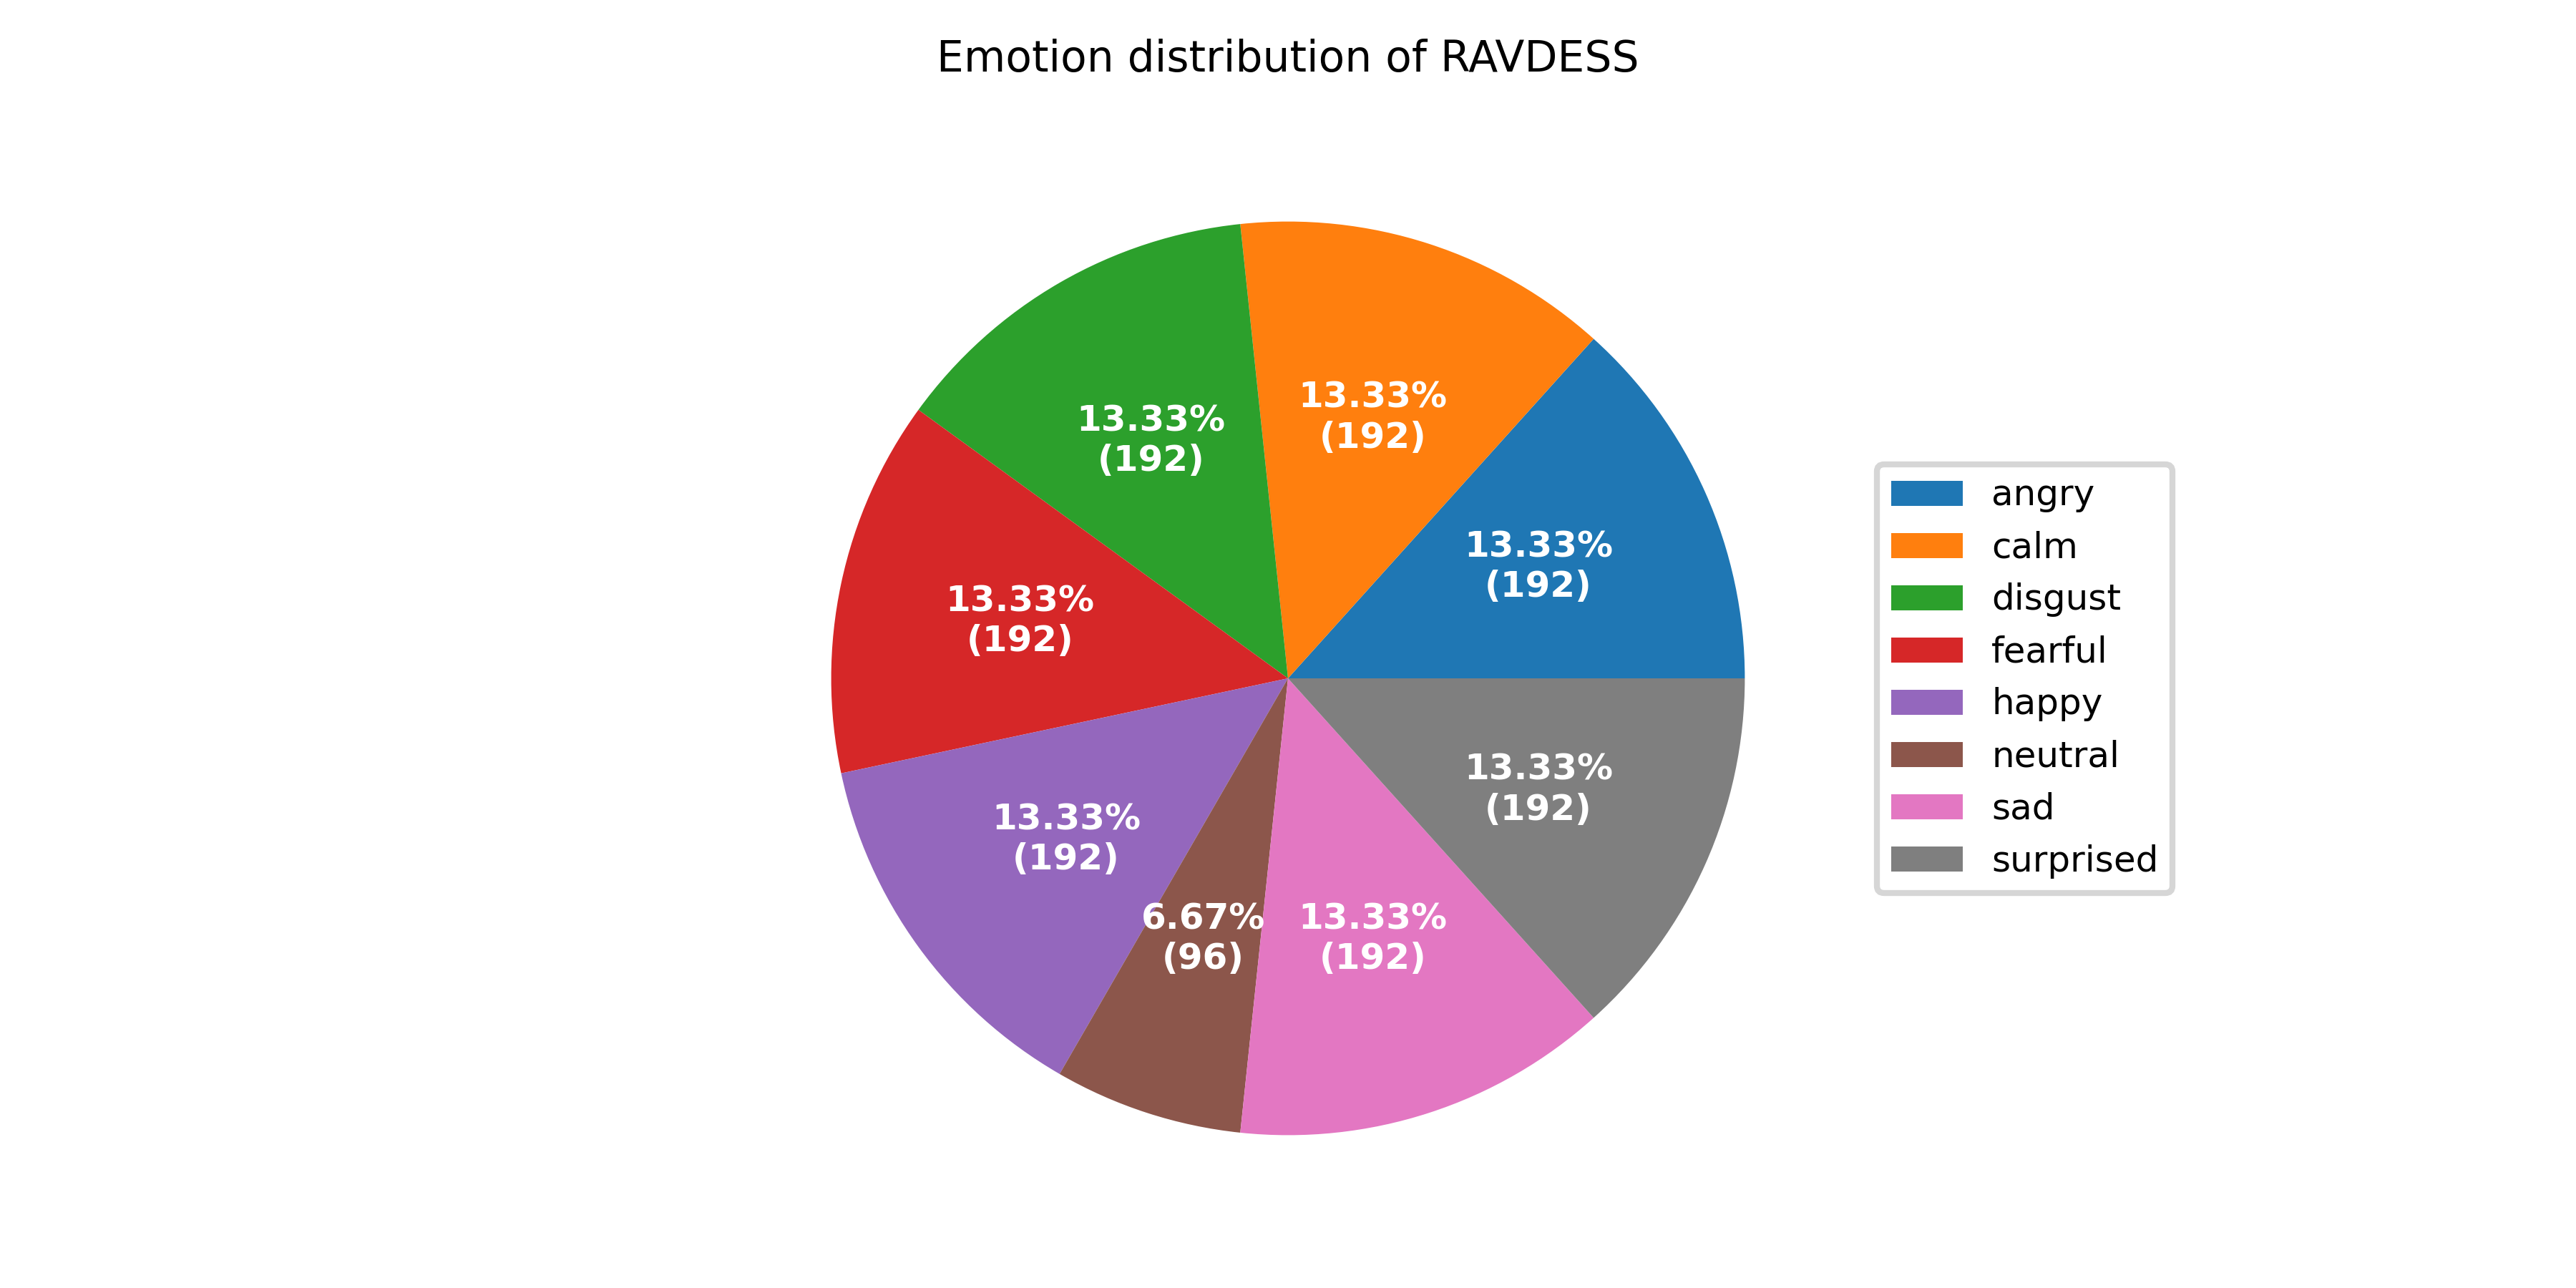 Emotion distribution of RAVDESS
13.33%
(192)
13.33%
(192)
13.33%
(192)
13.33%
(192)
13.33%
(192)
6.67%
(96)
13.33%
(192)
13.33%
(192)
angry
calm
disgust
fearful
happy
neutral
sad
surprised